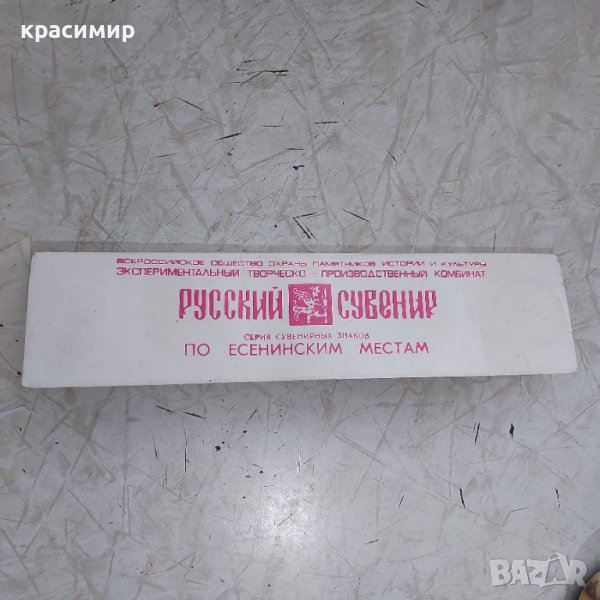 красимир
ВСЕРОССИЙСКОЕ ОБЩЕСТВО ОХРАНЫ ПАМЯТНИКОВ ИСТОРИИ И КУЛЬТУРЫ
ЭКСПЕРИМЕНТАЛЬНЫЙ ТВОРЧЕСКО – ПРОИЗВОДСТВЕННЫЙ КОМБИНАТ
РУССКИЙ СУВЕНИР
СЕРИЯ СУВЕНИРНЫХ ЗНАКОВ
ПО ЕСЕНИНСКИМ МЕСТАМ
BAZAR